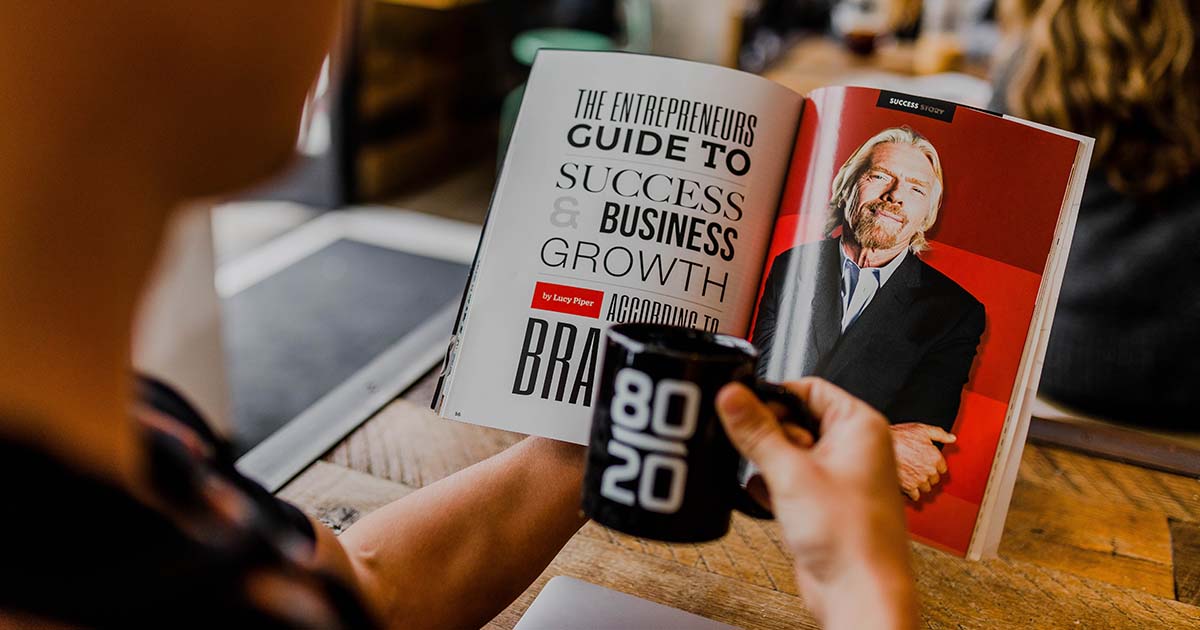 THE ENTREPRENEURS
GUIDE TO
SUCCESS
& BUSINESS
GROWTH
by Lucy Piper
ACCORDING TO
BRA
SUCCESS STORY
80
20